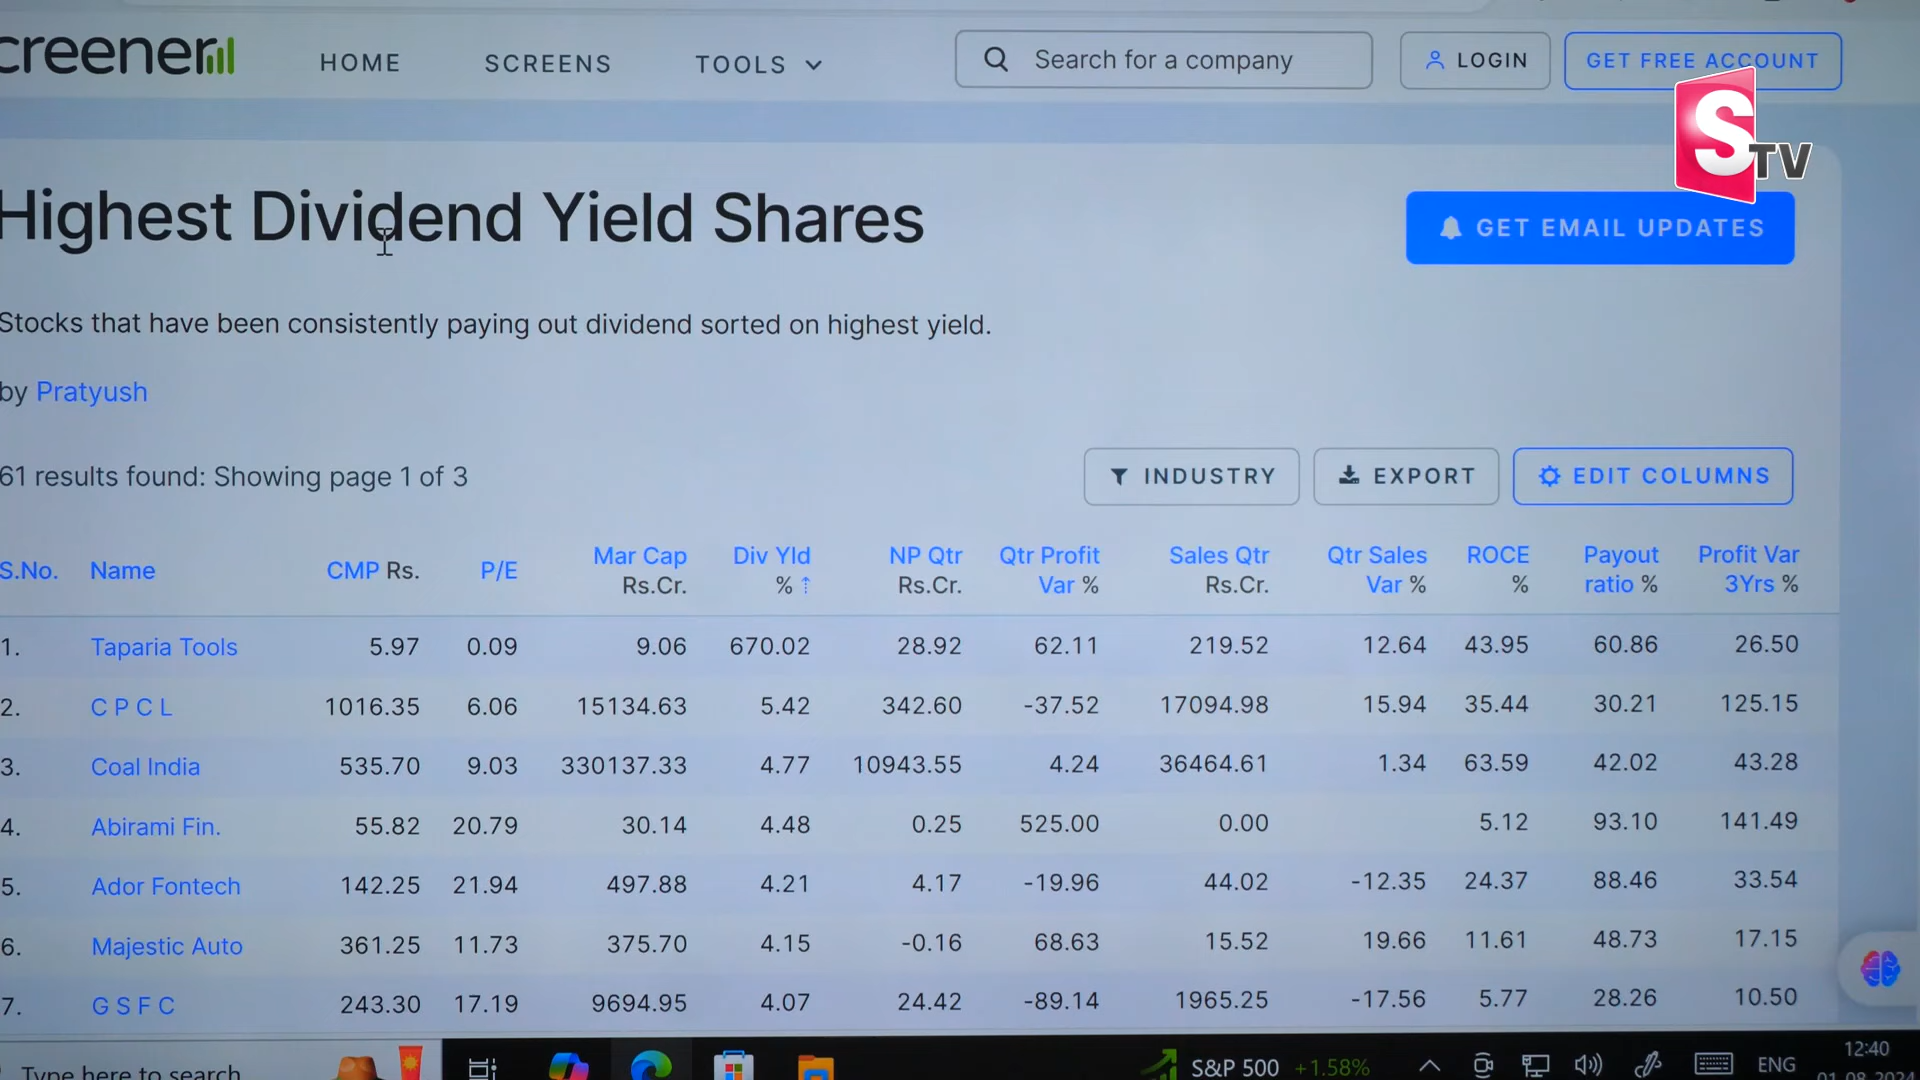 creener
HOME
SCREENS
TOOLS
Search for a company
LOGIN
GET FREE ACCOUNT
S TV
Highest Dividend Yield Shares
GET EMAIL UPDATES
Stocks that have been consistently paying out dividend sorted on highest yield.
by Pratyush
61 results found: Showing page 1 of 3
INDUSTRY
EXPORT
EDIT COLUMNS
S.No. Name CMP Rs. P/E Mar Cap Rs.Cr. Div Yld % ↑ NP Qtr Rs.Cr. Qtr Profit Var % Sales Qtr Rs.Cr. Qtr Sales Var % ROCE % Payout ratio % Profit Var 3Yrs %
1. Taparia Tools 5.97 0.09 9.06 670.02 28.92 62.11 219.52 12.64 43.95 60.86 26.50
2. C P C L 1016.35 6.06 15134.63 5.42 342.60 -37.52 17094.98 15.94 35.44 30.21 125.15
3. Coal India 535.70 9.03 330137.33 4.77 10943.55 4.24 36464.61 1.34 63.59 42.02 43.28
4. Abirami Fin. 55.82 20.79 30.14 4.48 0.25 525.00 0.00 5.12 93.10 141.49
5. Ador Fontech 142.25 21.94 497.88 4.21 4.17 -19.96 44.02 -12.35 24.37 88.46 33.54
6. Majestic Auto 361.25 11.73 375.70 4.15 -0.16 68.63 15.52 19.66 11.61 48.73 17.15
7. G S F C 243.30 17.19 9694.95 4.07 24.42 -89.14 1965.25 -17.56 5.77 28.26 10.50
Type here to search
S&P 500 +1.58%
ENG
12:40
01-08-2024